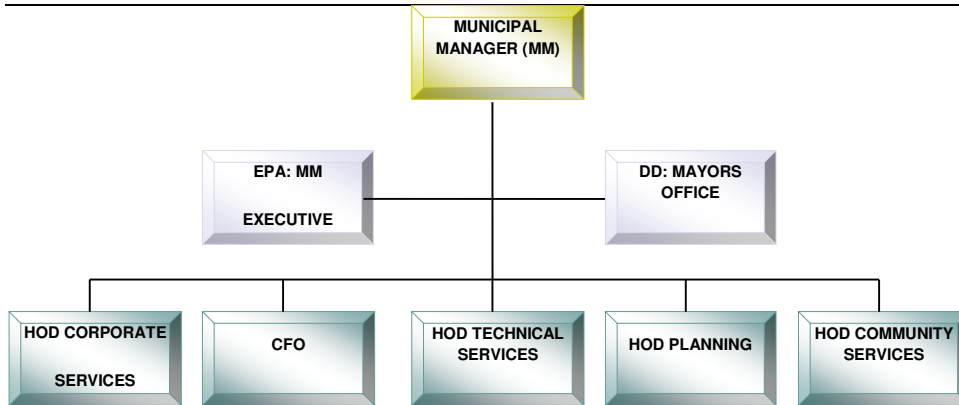 MUNICIPAL
MANAGER (MM)
EPA: MM
EXECUTIVE
DD: MAYORS
OFFICE
HOD CORPORATE
SERVICES
CFO
HOD TECHNICAL
SERVICES
HOD PLANNING
HOD COMMUNITY
SERVICES